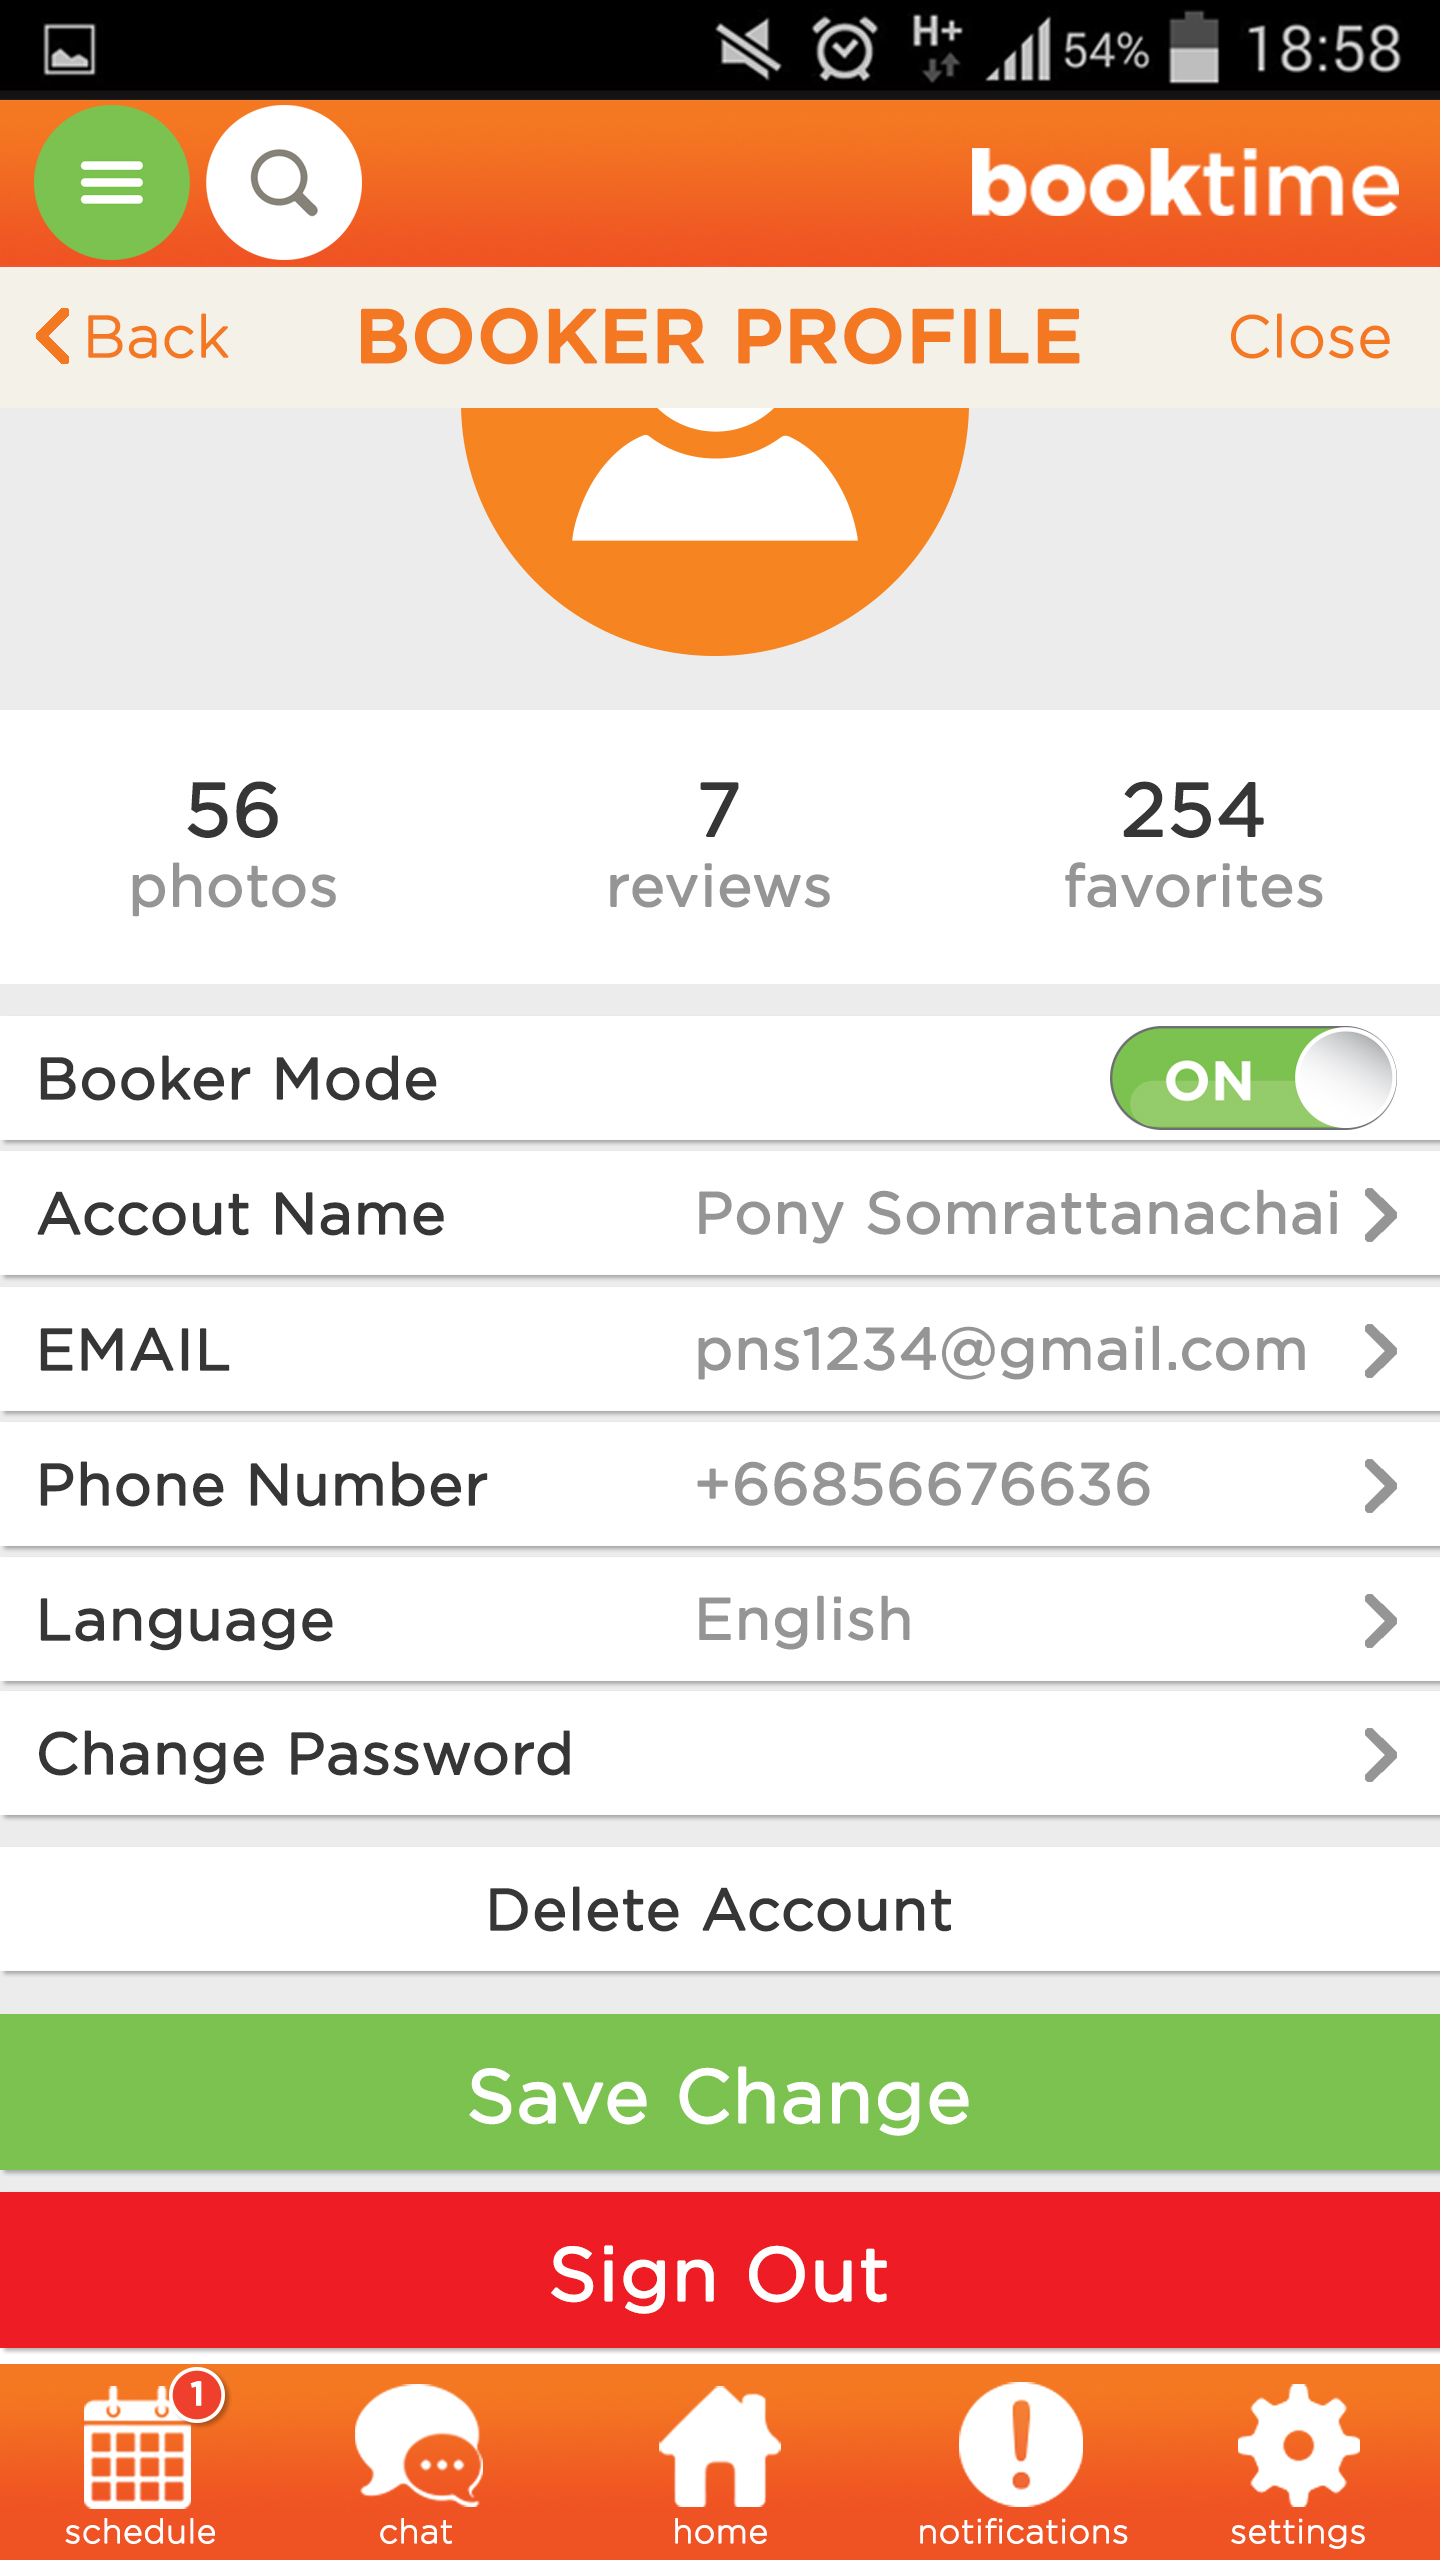 H+ 54% 18:58
booktime
Back BOOKER PROFILE Close
56 7 254
photos reviews favorites
Booker Mode ON
Accout Name Pony Somrattanachai
EMAIL pns1234@gmail.com
Phone Number +66856676636
Language English
Change Password
Delete Account
Save Change
Sign Out
1
schedule chat home notifications settings